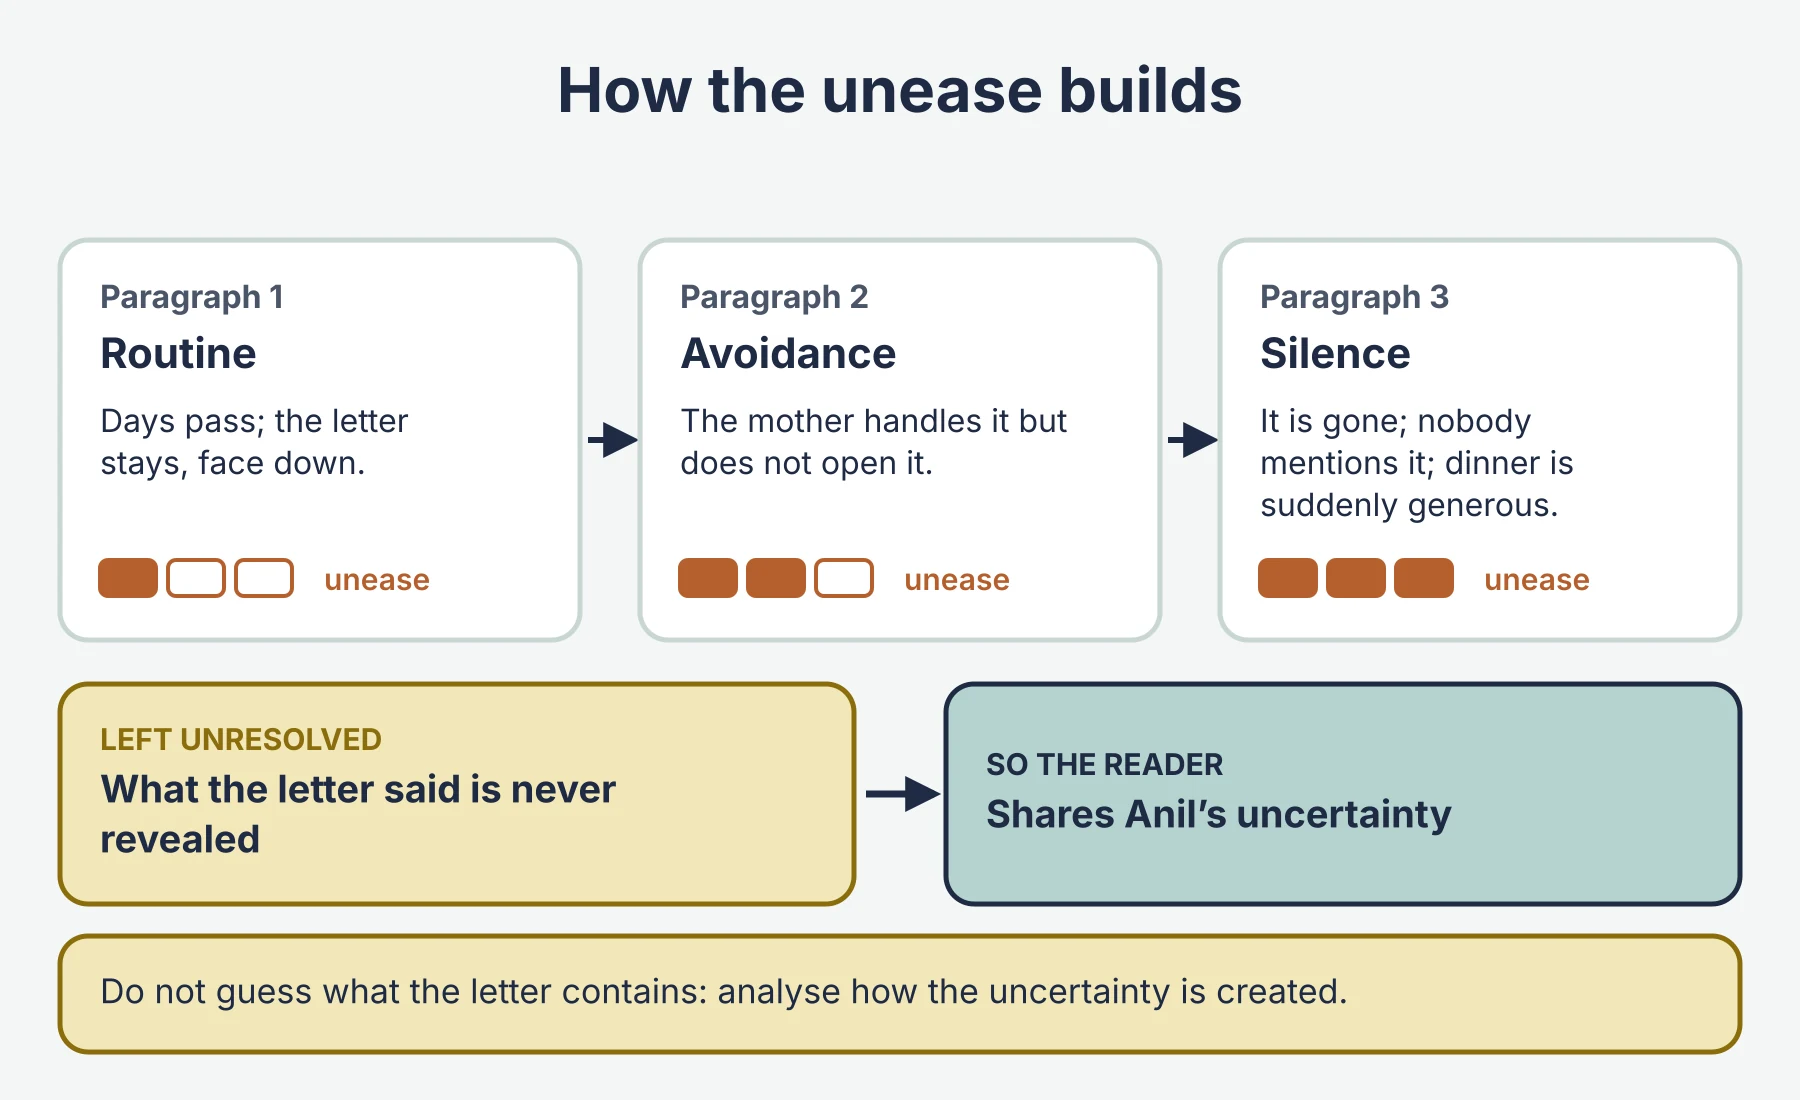 How the unease builds
Paragraph 1
Routine
Days pass; the letter
stays, face down.
unease
Paragraph 2
Avoidance
The mother handles it but
does not open it.
unease
Paragraph 3
Silence
It is gone; nobody
mentions it; dinner is
suddenly generous.
unease
LEFT UNRESOLVED
What the letter said is never
revealed
SO THE READER
Shares Anil’s uncertainty
Do not guess what the letter contains: analyse how the uncertainty is created.